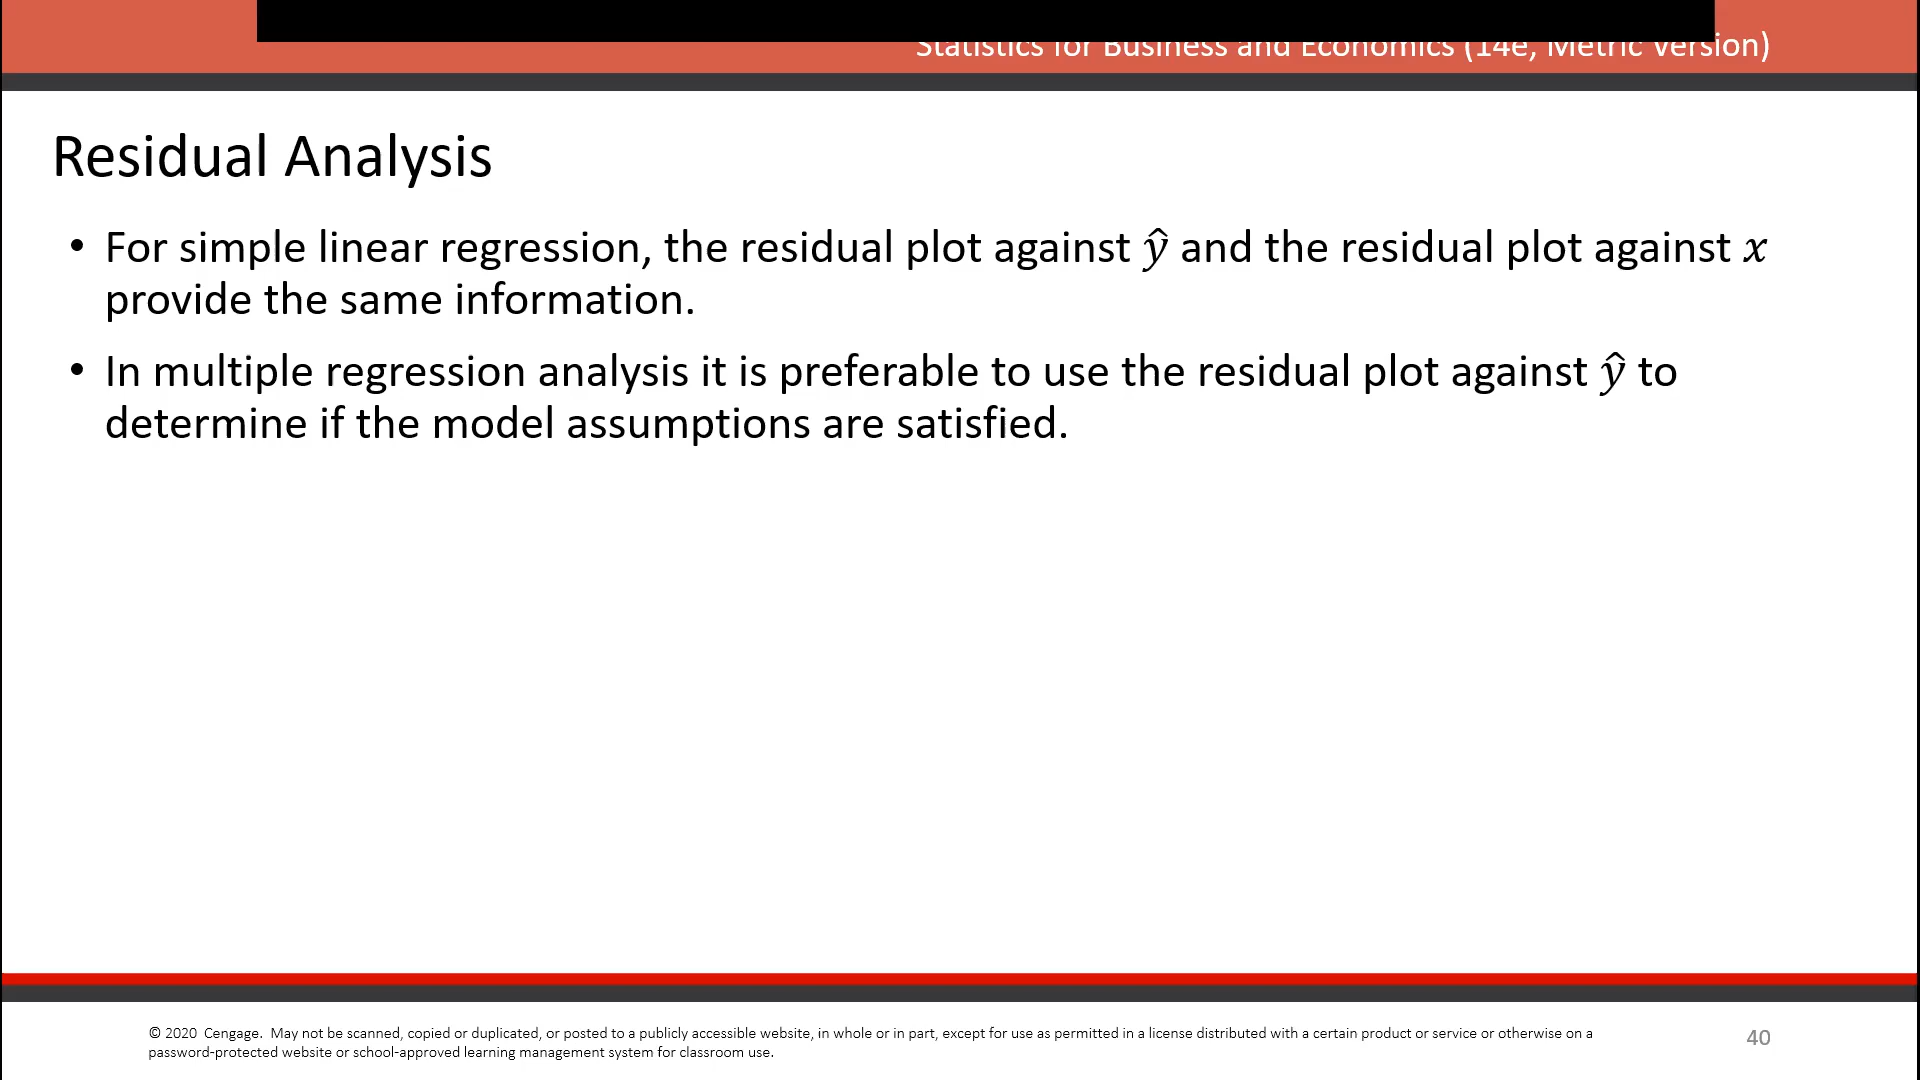 Statistics for Business and Economics (14e, Metric Version)
Residual Analysis
• For simple linear regression, the residual plot against ŷ and the residual plot against x
provide the same information.
• In multiple regression analysis it is preferable to use the residual plot against ŷ to
determine if the model assumptions are satisfied.
© 2020 Cengage. May not be scanned, copied or duplicated, or posted to a publicly accessible website, in whole or in part, except for use as permitted in a license distributed with a certain product or service or otherwise on a
password-protected website or school-approved learning management system for classroom use.
40